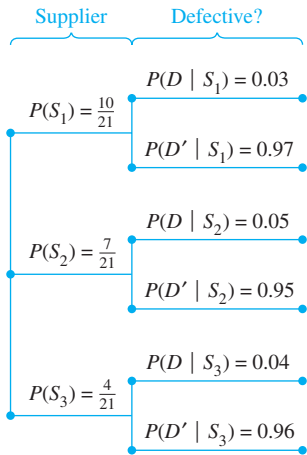 Supplier Defective?
P(D | S₁) = 0.03
P(S₁) = 10/21
P(D′ | S₁) = 0.97
P(D | S₂) = 0.05
P(S₂) = 7/21
P(D′ | S₂) = 0.95
P(D | S₃) = 0.04
P(S₃) = 4/21
P(D′ | S₃) = 0.96